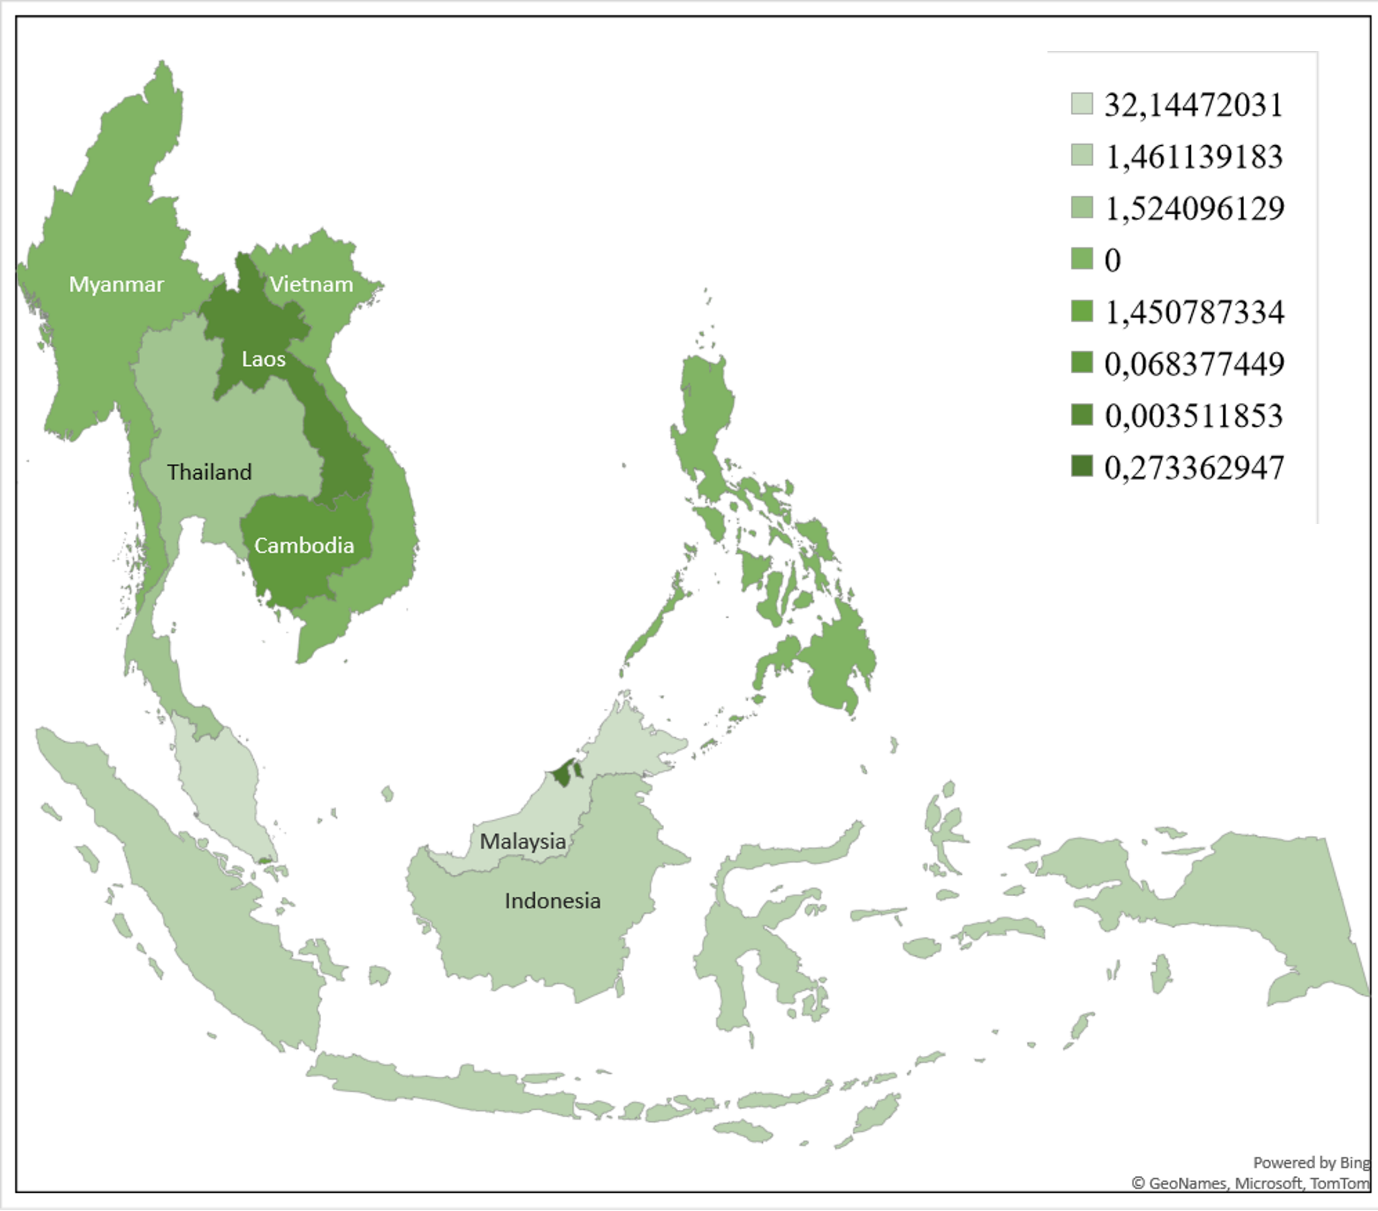 32,14472031
1,461139183
1,524096129
0
1,450787334
0,068377449
0,003511853
0,273362947
Myanmar
Vietnam
Laos
Thailand
Cambodia
Malaysia
Indonesia
Powered by Bing
© GeoNames, Microsoft, TomTom